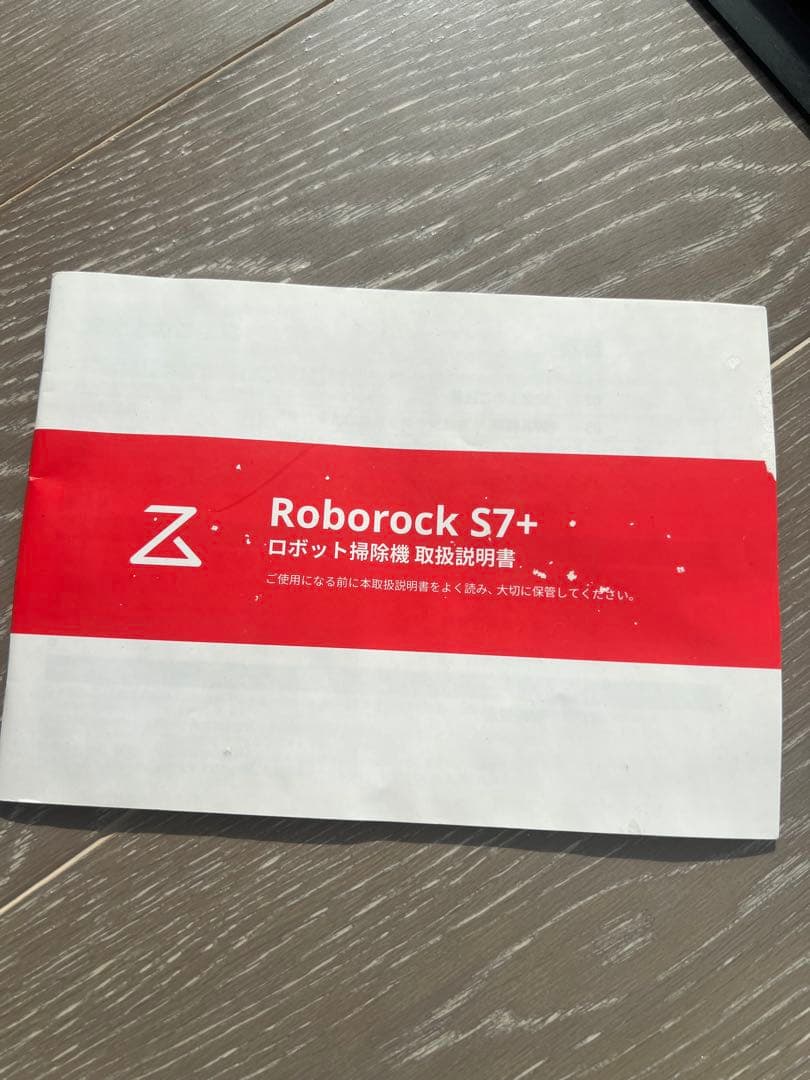 Roborock S7+
ロボット掃除機 取扱説明書
ご使用になる前に本取扱説明書をよく読み、大切に保管してください。